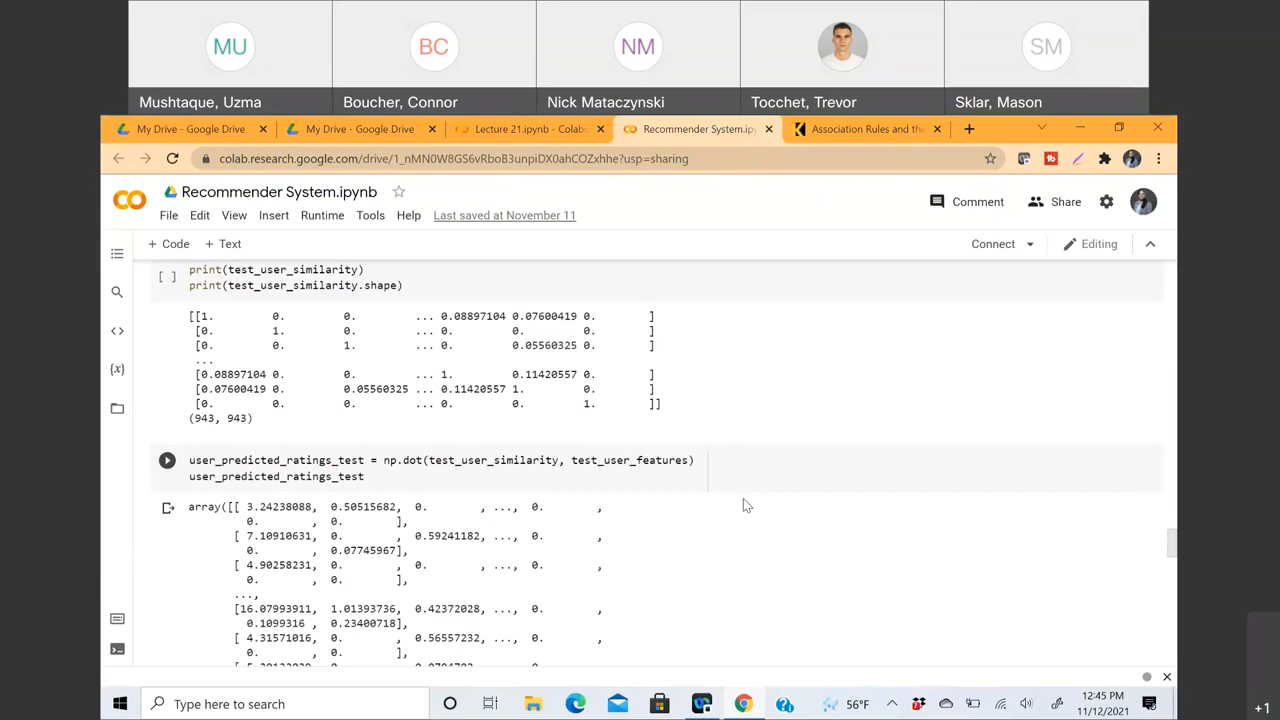 MU
BC
NM
SM
Mushtaque, Uzma
Boucher, Connor
Nick Mataczynski
Tocchet, Trevor
Sklar, Mason
My Drive - Google Drive
My Drive - Google Drive
Lecture 21.ipynb - Colabu
Recommender System.ip
Association Rules and the
colab.research.google.com/drive/1_nMN0W8GS6vRboB3unpiDX0ahCOZxhhe?usp=sharing
Recommender System.ipynb
File Edit View Insert Runtime Tools Help Last saved at November 11
Comment Share
+ Code + Text
Connect Editing
[ ] print(test_user_similarity)
print(test_user_similarity.shape)
[[1. 0. 0. ... 0.08897104 0.07600419 0. ]
[0. 1. 0. ... 0. 0. 0. ]
[0. 0. 1. ... 0. 0.05560325 0. ]
...
[0.08897104 0. 0. ... 1. 0.11420557 0. ]
[0.07600419 0. 0.05560325 ... 0.11420557 1. 0. ]
[0. 0. 0. ... 0. 0. 1. ]]
(943, 943)
user_predicted_ratings_test = np.dot(test_user_similarity, test_user_features)
user_predicted_ratings_test
array([[ 3.24238088, 0.50515682, 0. , ..., 0. ,
0. , 0. ],
[ 7.10910631, 0. , 0.59241182, ..., 0. ,
0. , 0.07745967],
[ 4.90258231, 0. , 0. , ..., 0. ,
0. , 0. ],
...,
[16.07993911, 1.01393736, 0.42372028, ..., 0. ,
0.1099316 , 0.23400718],
[ 4.31571016, 0. , 0.56557232, ..., 0. ,
0. , 0. ],
Type here to search
56°F
12:45 PM
11/12/2021
+1